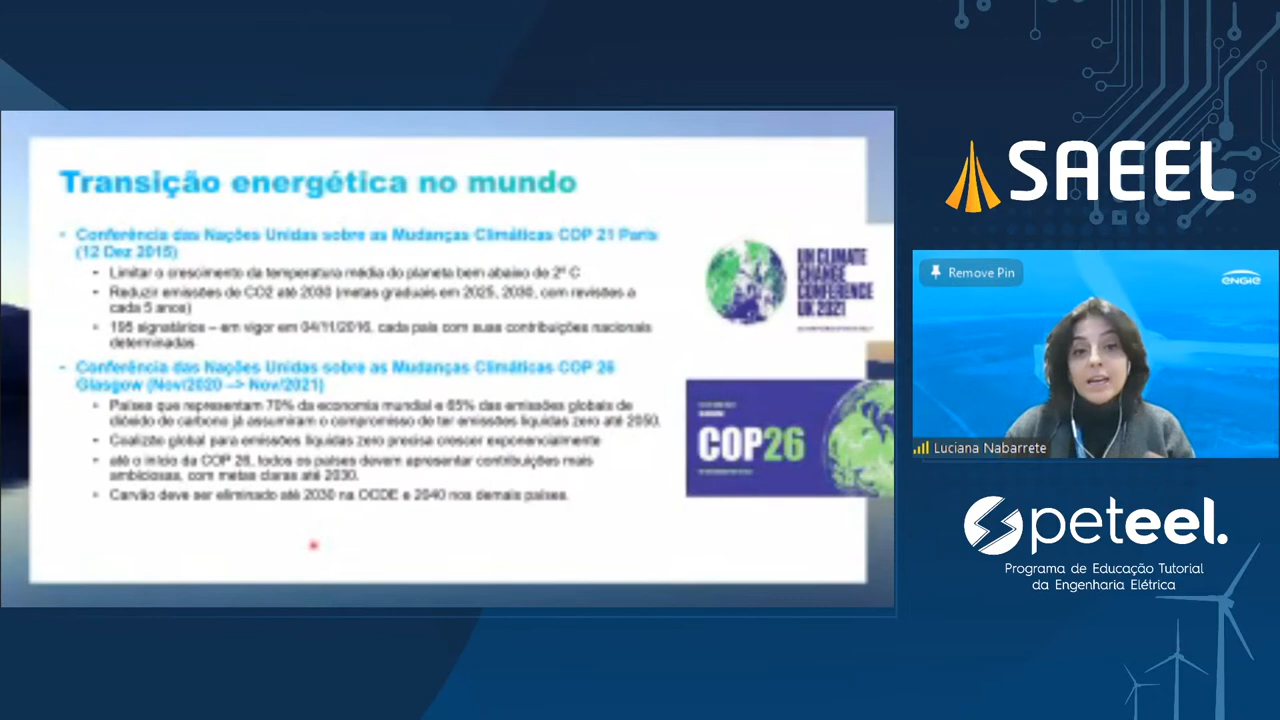 Transição energética no mundo
Conferência das Nações Unidas sobre as Mudanças Climáticas COP 21 Paris
(12 Dez 2015)
Limitar o crescimento da temperatura média do planeta bem abaixo de 2º C
Reduzir emissões de CO2 até 2030 (metas graduais em 2025, 2030, com revisões a
cada 5 anos)
195 signatários – em vigor em 04/11/2016, cada país com suas contribuições nacionais
determinadas
Conferência das Nações Unidas sobre as Mudanças Climáticas COP 26
Glasgow (Nov/2020 --> Nov/2021)
Países que representam 70% da economia mundial e 65% das emissões globais de
dióxido de carbono já assumiram o compromisso de ter emissões líquidas zero até 2050.
Coalizão global para emissões líquidas zero precisa crescer exponencialmente
até o início da COP 26, todos os países devem apresentar contribuições mais
ambiciosas, com metas claras até 2030.
Carvão deve ser eliminado até 2030 na OCDE e 2040 nos demais países.
UN CLIMATE
CHANGE
CONFERENCE
UK 2021
COP26
SAEEL
Remove Pin
ENGIE
Luciana Nabarrete
peteel.
Programa de Educação Tutorial
da Engenharia Elétrica